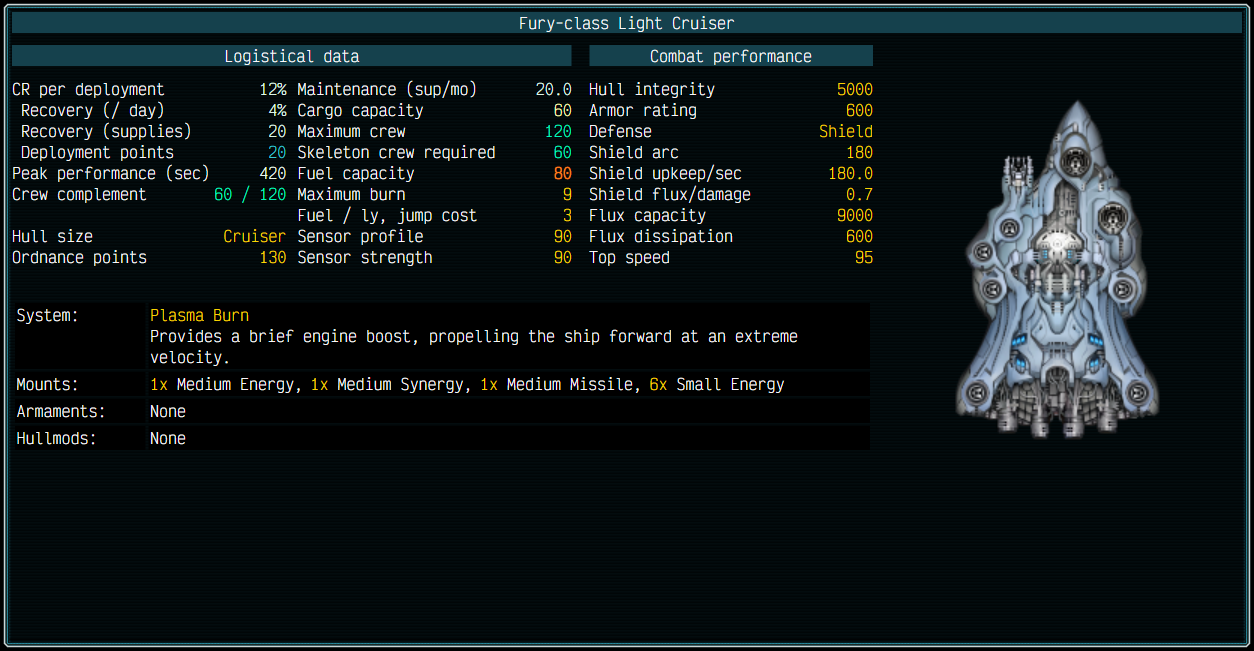 Fury-class Light Cruiser
Logistical data
Combat performance
CR per deployment 12% Maintenance (sup/mo) 20.0 Hull integrity 5000
Recovery (/ day) 4% Cargo capacity 60 Armor rating 600
Recovery (supplies) 20 Maximum crew 120 Defense Shield
Deployment points 20 Skeleton crew required 60 Shield arc 180
Peak performance (sec) 420 Fuel capacity 80 Shield upkeep/sec 180.0
Crew complement 60 / 120 Maximum burn 9 Shield flux/damage 0.7
Fuel / ly, jump cost 3 Flux capacity 9000
Hull size Cruiser Sensor profile 90 Flux dissipation 600
Ordnance points 130 Sensor strength 90 Top speed 95
System: Plasma Burn
Provides a brief engine boost, propelling the ship forward at an extreme
velocity.
Mounts: 1x Medium Energy, 1x Medium Synergy, 1x Medium Missile, 6x Small Energy
Armaments: None
Hullmods: None